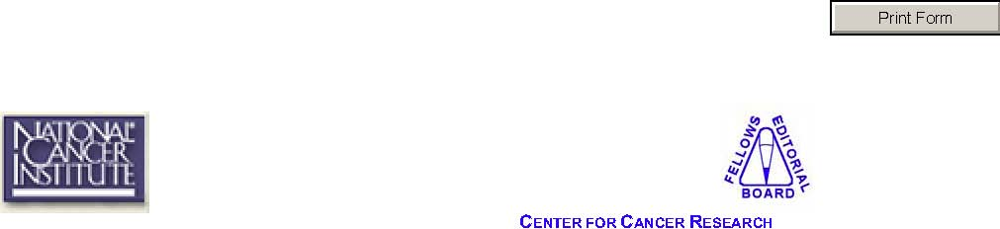 Print Form
NATIONAL
CANCER
INSTITUTE
FELLOWS EDITORIAL
BOARD
CENTER FOR CANCER RESEARCH